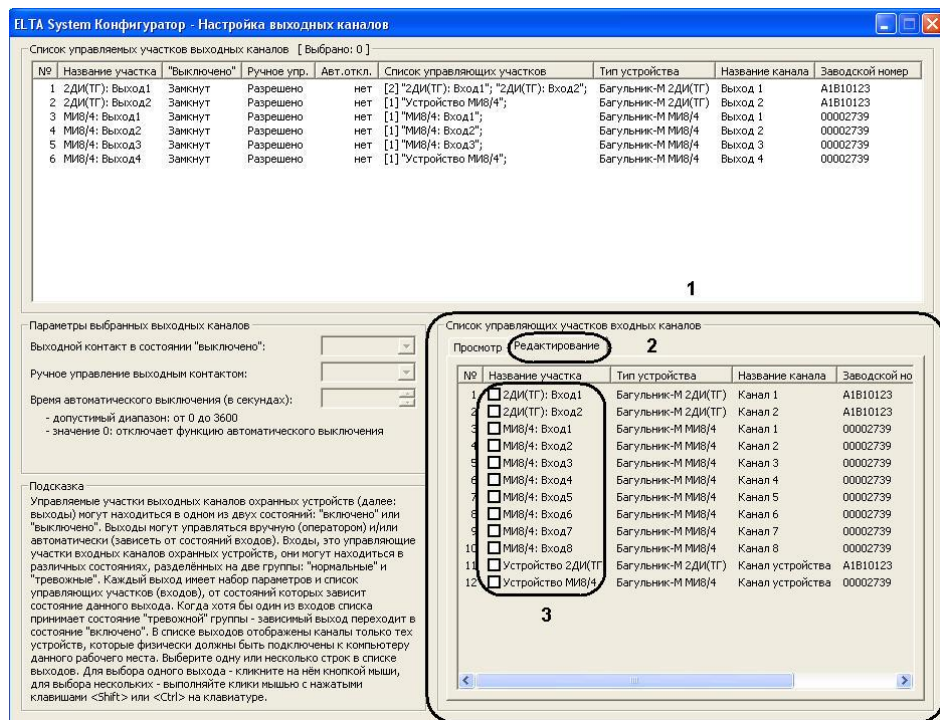 ELTA System Конфигуратор - Настройка выходных каналов
Список управляемых участков выходных каналов [ Выбрано: 0 ]
№ Название участка "Выключено" Ручное упр. Авт.откл. Список управляющих участков Тип устройства Название канала Заводской номер
1 2ДИ(ТГ): Выход1 Замкнут Разрешено нет [2] "2ДИ(ТГ): Вход1"; "2ДИ(ТГ): Вход2"; Багульник-М 2ДИ(ТГ) Выход 1 A1B10123
2 2ДИ(ТГ): Выход2 Замкнут Разрешено нет [1] "Устройство МИ8/4"; Багульник-М 2ДИ(ТГ) Выход 2 A1B10123
3 МИ8/4: Выход1 Замкнут Разрешено нет [1] "МИ8/4: Вход1"; Багульник-М МИ8/4 Выход 1 00002739
4 МИ8/4: Выход2 Замкнут Разрешено нет [1] "МИ8/4: Вход2"; Багульник-М МИ8/4 Выход 2 00002739
5 МИ8/4: Выход3 Замкнут Разрешено нет [1] "МИ8/4: Вход3"; Багульник-М МИ8/4 Выход 3 00002739
6 МИ8/4: Выход4 Замкнут Разрешено нет [1] "Устройство МИ8/4"; Багульник-М МИ8/4 Выход 4 00002739
1
Параметры выбранных выходных каналов
Выходной контакт в состоянии "выключено":
Ручное управление выходным контактом:
Время автоматического выключения (в секундах):
- допустимый диапазон: от 0 до 3600
- значение 0: отключает функцию автоматического выключения
Подсказка
Управляемые участки выходных каналов охранных устройств (далее:
выходы) могут находиться в одном из двух состояний: "включено" или
"выключено". Выходы могут управляться вручную (оператором) и/или
автоматически (зависеть от состояний входов). Входы, это управляющие
участки входных каналов охранных устройств, они могут находиться в
различных состояниях, разделённых на две группы: "нормальные" и
"тревожные". Каждый выход имеет набор параметров и список
управляющих участков (входов), от состояний которых зависит
состояние данного выхода. Когда хотя бы один из входов списка
принимает состояние "тревожной" группы - зависимый выход переходит в
состояние "включено". В списке выходов отображены каналы только тех
устройств, которые физически должны быть подключены к компьютеру
данного рабочего места. Выберите одну или несколько строк в списке
выходов. Для выбора одного выхода - кликните на нём кнопкой мыши,
для выбора нескольких - выполняйте клики мышью с нажатыми
клавишами <Shift> или <Ctrl> на клавиатуре.
Список управляющих участков входных каналов
Просмотр Редактирование 2
№ Название участка Тип устройства Название канала Заводской но
1 2ДИ(ТГ): Вход1 Багульник-М 2ДИ(ТГ) Канал 1 A1B10123
2 2ДИ(ТГ): Вход2 Багульник-М 2ДИ(ТГ) Канал 2 A1B10123
3 МИ8/4: Вход1 Багульник-М МИ8/4 Канал 1 00002739
4 МИ8/4: Вход2 Багульник-М МИ8/4 Канал 2 00002739
5 МИ8/4: Вход3 Багульник-М МИ8/4 Канал 3 00002739
6 МИ8/4: Вход4 Багульник-М МИ8/4 Канал 4 00002739
7 МИ8/4: Вход5 Багульник-М МИ8/4 Канал 5 00002739
8 МИ8/4: Вход6 Багульник-М МИ8/4 Канал 6 00002739
9 МИ8/4: Вход7 Багульник-М МИ8/4 Канал 7 00002739
10 МИ8/4: Вход8 Багульник-М МИ8/4 Канал 8 00002739
11 Устройство 2ДИ(ТГ Багульник-М 2ДИ(ТГ) Канал устройства A1B10123
12 Устройство МИ8/4 Багульник-М МИ8/4 Канал устройства 00002739
3